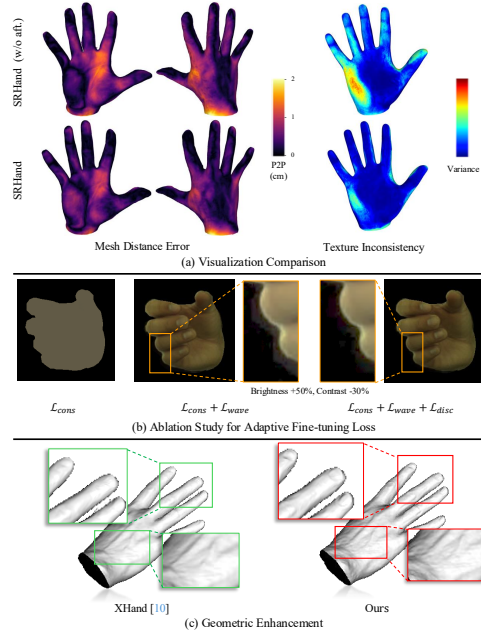 SRHand (w/o aft.)
2
1
0
P2P
(cm)
Variance
SRHand
Mesh Distance Error
Texture Inconsistency
(a) Visualization Comparison
Brightness +50%, Contrast -30%
ℒcons
ℒcons + ℒwave
ℒcons + ℒwave + ℒdisc
(b) Ablation Study for Adaptive Fine-tuning Loss
XHand [10]
Ours
(c) Geometric Enhancement